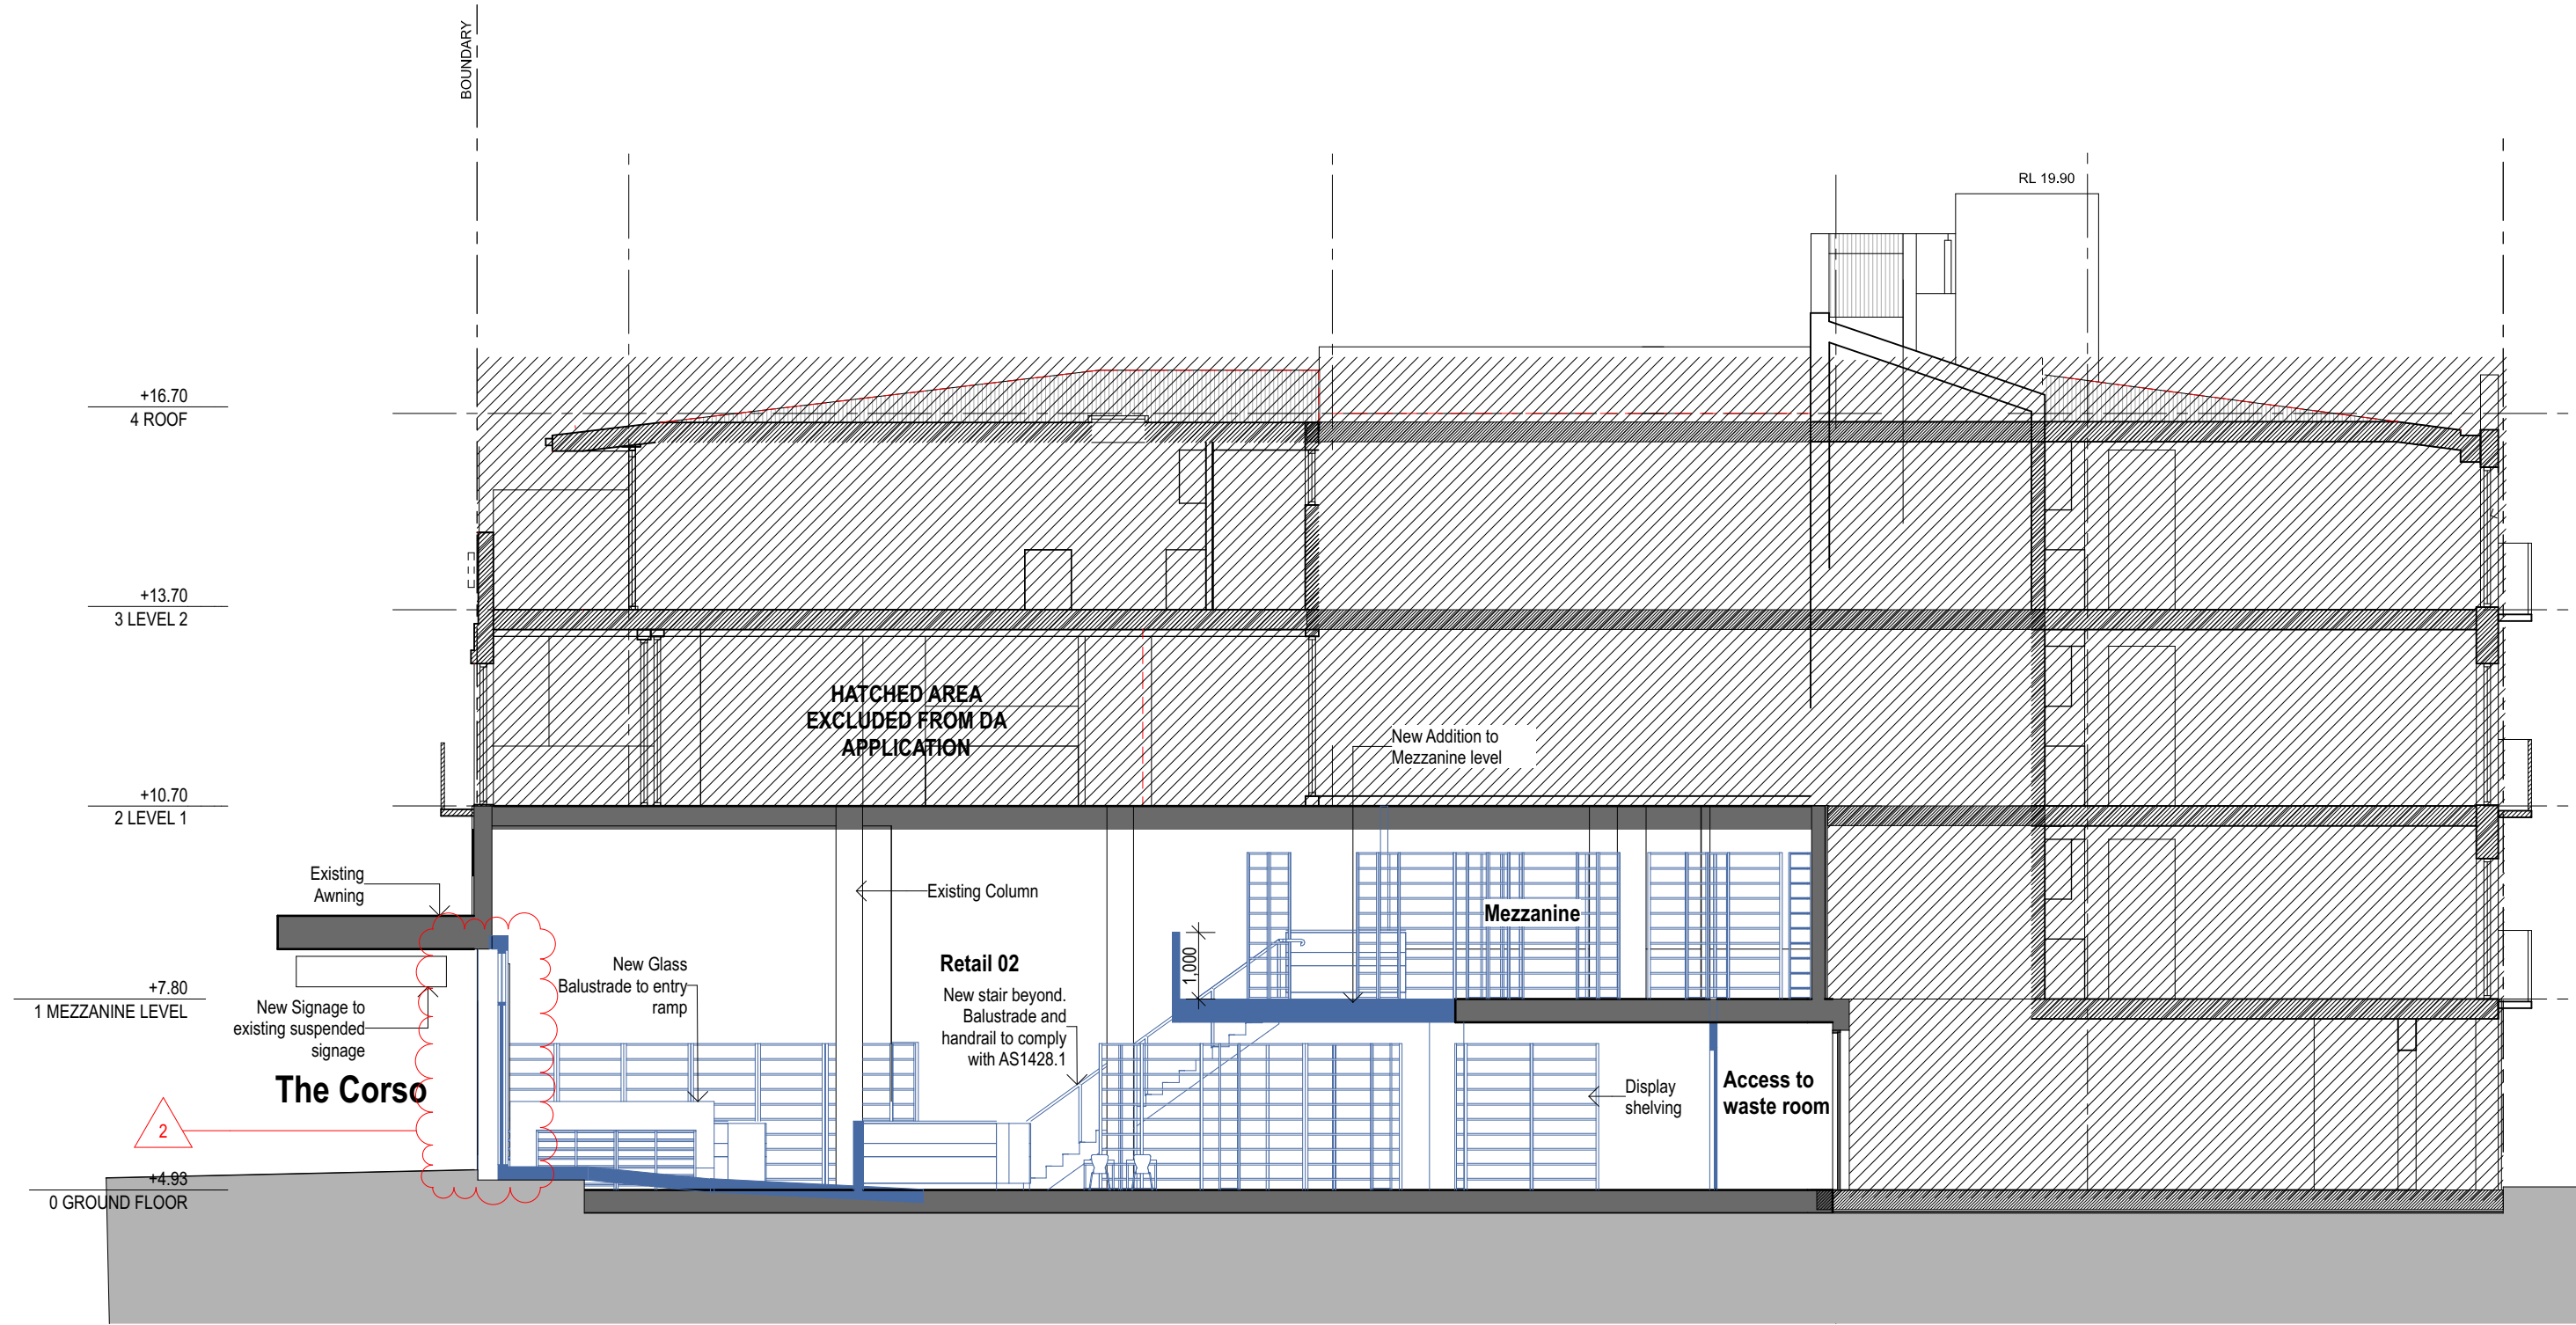 BOUNDARY
RL 19.90
+16.70
4 ROOF
+13.70
3 LEVEL 2
HATCHED AREA
EXCLUDED FROM DA
APPLICATION
New Addition to
Mezzanine level
+10.70
2 LEVEL 1
Existing
Awning
Existing Column
Mezzanine
1,000
New Glass
Balustrade to entry
ramp
Retail 02
New stair beyond.
Balustrade and
handrail to comply
with AS1428.1
+7.80
1 MEZZANINE LEVEL
New Signage to
existing suspended
signage
The Corso
Display
shelving
Access to
waste room
2
+4.93
0 GROUND FLOOR